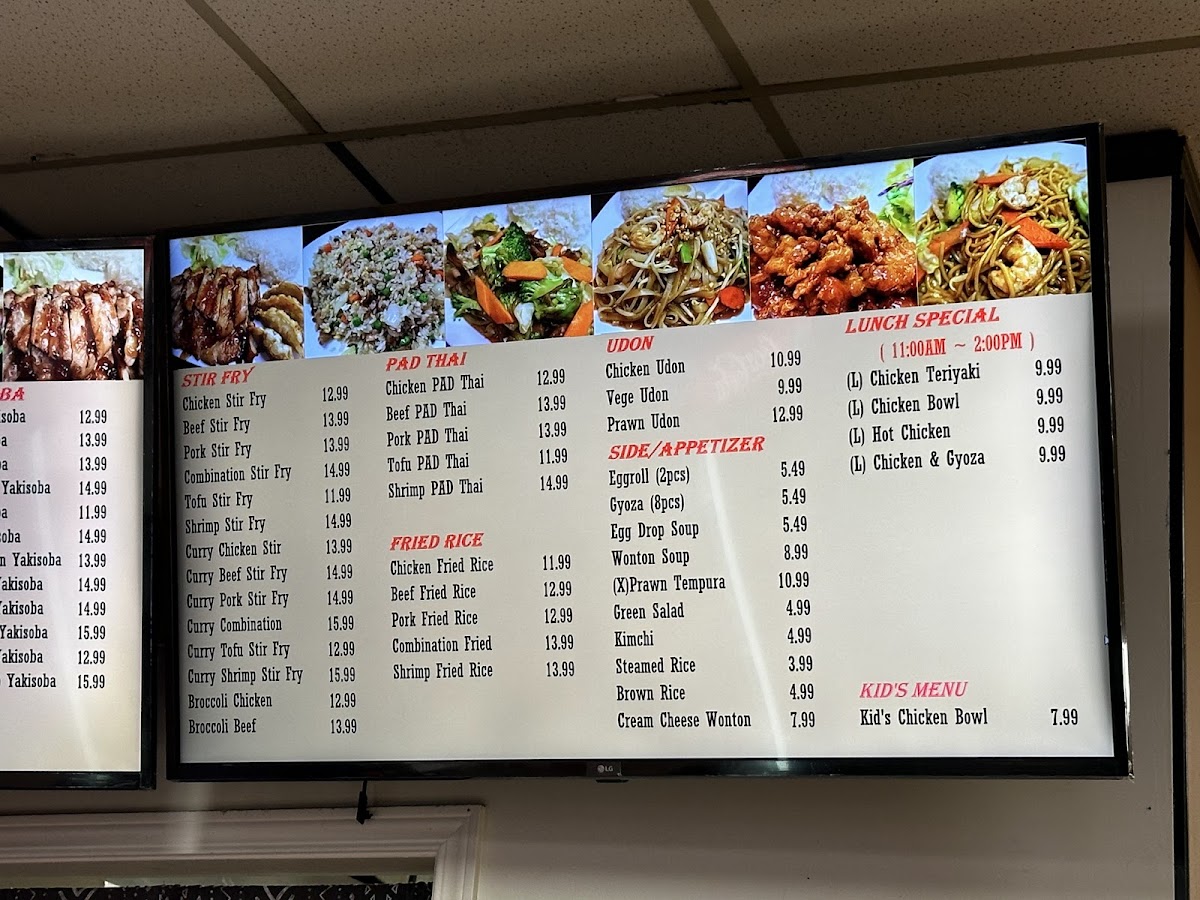 BA
12.99
13.99
13.99
Yakisoba 14.99
11.99
14.99
Yakisoba 13.99
Yakisoba 14.99
Yakisoba 14.99
Yakisoba 15.99
Yakisoba 12.99
Yakisoba 15.99
STIR FRY
Chicken Stir Fry 12.99
Beef Stir Fry 13.99
Pork Stir Fry 13.99
Combination Stir Fry 14.99
Tofu Stir Fry 11.99
Shrimp Stir Fry 14.99
Curry Chicken Stir 13.99
Curry Beef Stir Fry 14.99
Curry Pork Stir Fry 14.99
Curry Combination 15.99
Curry Tofu Stir Fry 12.99
Curry Shrimp Stir Fry 15.99
Broccoli Chicken 12.99
Broccoli Beef 13.99
PAD THAI
Chicken PAD Thai 12.99
Beef PAD Thai 13.99
Pork PAD Thai 13.99
Tofu PAD Thai 11.99
Shrimp PAD Thai 14.99
FRIED RICE
Chicken Fried Rice 11.99
Beef Fried Rice 12.99
Pork Fried Rice 12.99
Combination Fried 13.99
Shrimp Fried Rice 13.99
UDON
Chicken Udon 10.99
Vege Udon 9.99
Prawn Udon 12.99
SIDE/APPETIZER
Eggroll (2pcs) 5.49
Gyoza (8pcs) 5.49
Egg Drop Soup 5.49
Wonton Soup 8.99
(X)Prawn Tempura 10.99
Green Salad 4.99
Kimchi 4.99
Steamed Rice 3.99
Brown Rice 4.99
Cream Cheese Wonton 7.99
LUNCH SPECIAL
( 11:00AM ~ 2:00PM )
(L) Chicken Teriyaki 9.99
(L) Chicken Bowl 9.99
(L) Hot Chicken 9.99
(L) Chicken & Gyoza 9.99
KID'S MENU
Kid's Chicken Bowl 7.99
LG